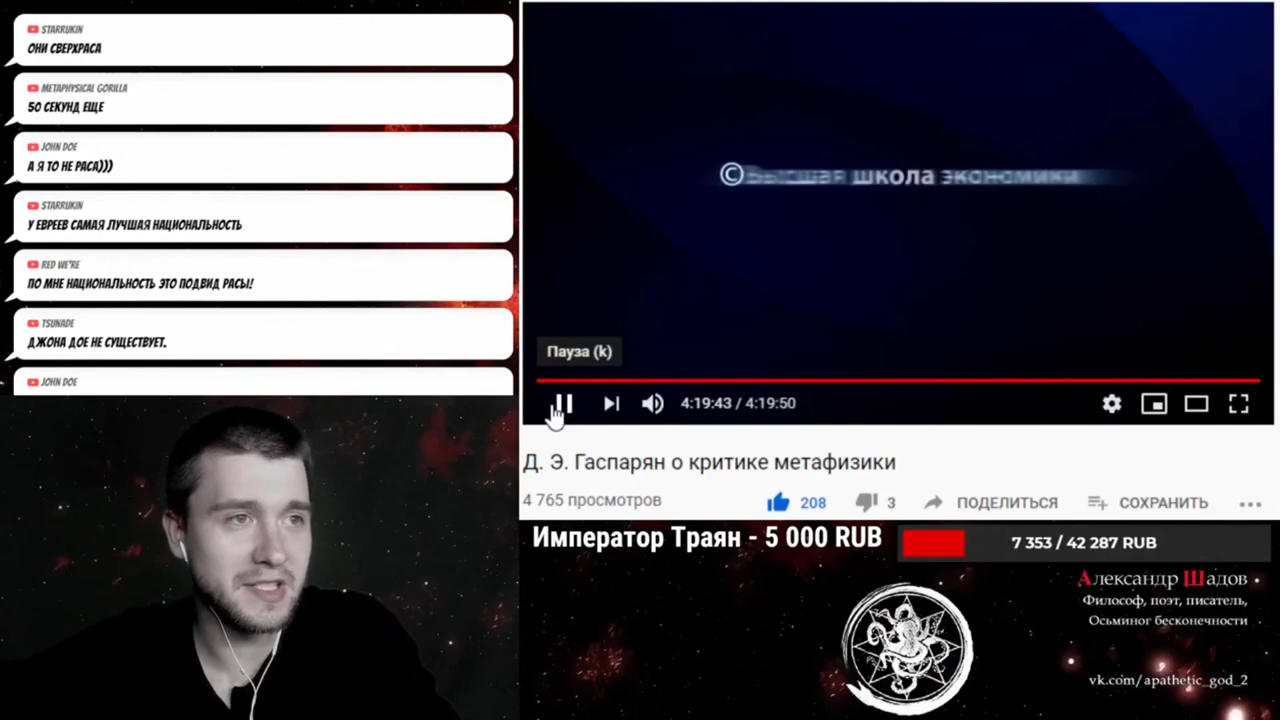 STARRUKIN
ОНИ СВЕРХРАСА
METAPHYSICAL GORILLA
50 СЕКУНД ЕЩЕ
JOHN DOE
А Я ТО НЕ РАСА)))
STARRUKIN
У ЕВРЕЕВ САМАЯ ЛУЧШАЯ НАЦИОНАЛЬНОСТЬ
RED WE'RE
ПО МНЕ НАЦИОНАЛЬНОСТЬ ЭТО ПОДВИД РАСЫ!
TSUNADE
ДЖОНА ДОЕ НЕ СУЩЕСТВУЕТ.
JOHN DOE
©Высшая школа экономики
Пауза (k)
4:19:43 / 4:19:50
Д. Э. Гаспарян о критике метафизики
4 765 просмотров
208
3
ПОДЕЛИТЬСЯ
СОХРАНИТЬ
Император Траян - 5 000 RUB
7 353 / 42 287 RUB
Александр Шадов
Философ, поэт, писатель,
Осьминог бесконечности
vk.com/apathetic_god_2